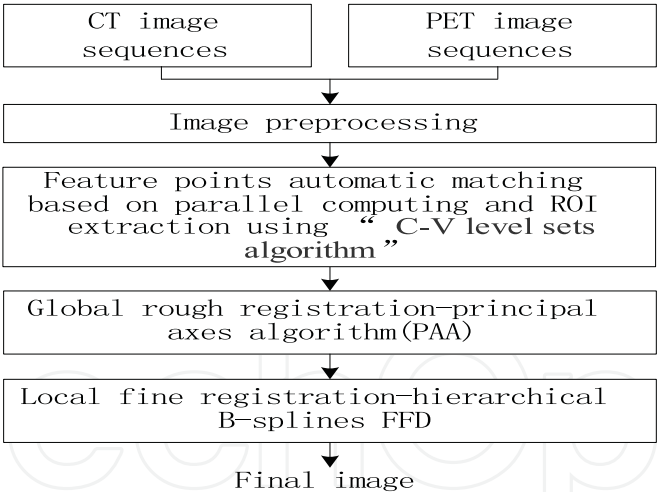 CT image
sequences
PET image
sequences
Image preprocessing
Feature points automatic matching
based on parallel computing and ROI
extraction using “ C-V level sets
algorithm”
Global rough registration-principal
axes algorithm(PAA)
Local fine registration-hierarchical
B-splines FFD
Final image